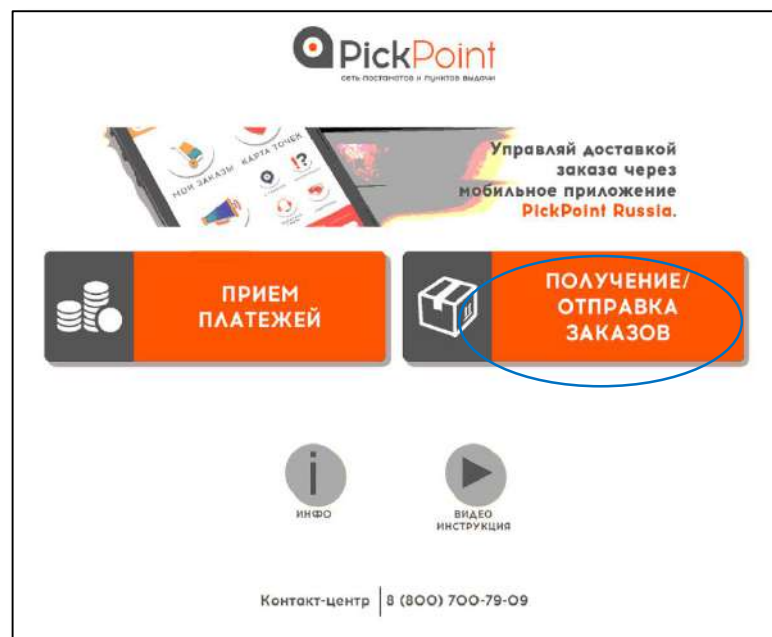 PickPoint
сеть постаматов и пунктов выдачи
МОИ ЗАКАЗЫ
КАРТА ТОЧЕК
Управляй доставкой
заказа через
мобильное приложение
PickPoint Russia.
ПРИЕМ
ПЛАТЕЖЕЙ
ПОЛУЧЕНИЕ/
ОТПРАВКА
ЗАКАЗОВ
ИНФО
ВИДЕО
ИНСТРУКЦИЯ
Контакт-центр 8 (800) 700-79-09